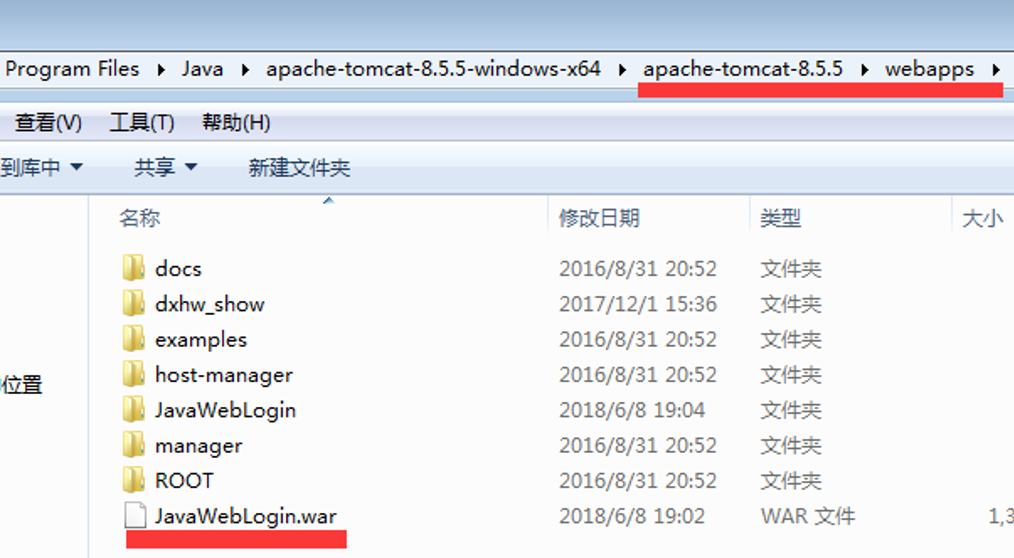 Program Files ▸ Java ▸ apache-tomcat-8.5.5-windows-x64 ▸ apache-tomcat-8.5.5 ▸ webapps ▸
查看(V) 工具(T) 帮助(H)
到库中 共享 新建文件夹
名称 修改日期 类型 大小
docs 2016/8/31 20:52 文件夹
dxhw_show 2017/12/1 15:36 文件夹
examples 2016/8/31 20:52 文件夹
host-manager 2016/8/31 20:52 文件夹
位置
JavaWebLogin 2018/6/8 19:04 文件夹
manager 2016/8/31 20:52 文件夹
ROOT 2016/8/31 20:52 文件夹
JavaWebLogin.war 2018/6/8 19:02 WAR 文件 1,3